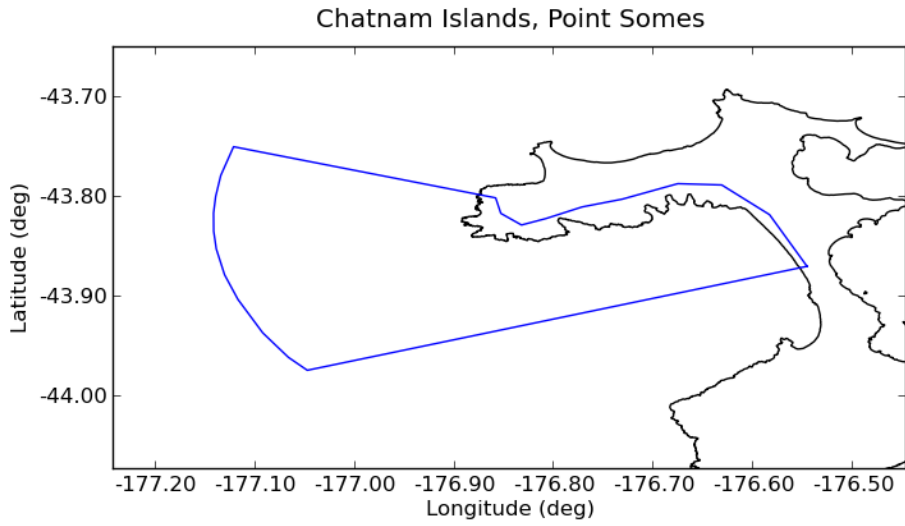 Chatnam Islands, Point Somes
-43.70
-43.80
-43.90
-44.00
Latitude (deg)
-177.20 -177.10 -177.00 -176.90 -176.80 -176.70 -176.60 -176.50
Longitude (deg)